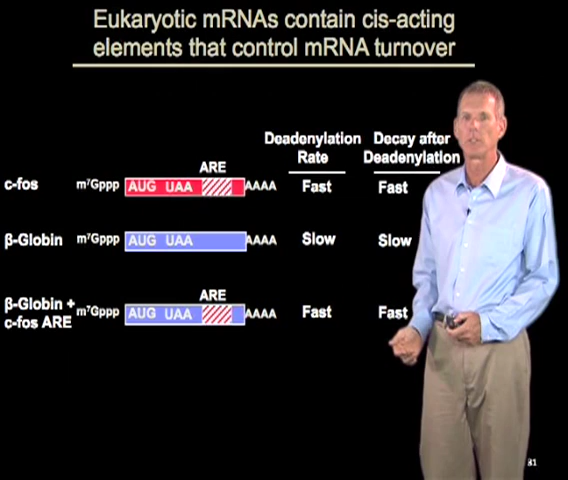 Eukaryotic mRNAs contain cis-acting
elements that control mRNA turnover
Deadenylation Rate
Decay after Deadenylation
ARE
c-fos m⁷Gppp AUG UAA AAAA Fast Fast
β-Globin m⁷Gppp AUG UAA AAAA Slow Slow
ARE
β-Globin +
c-fos ARE m⁷Gppp AUG UAA AAAA Fast Fast
31